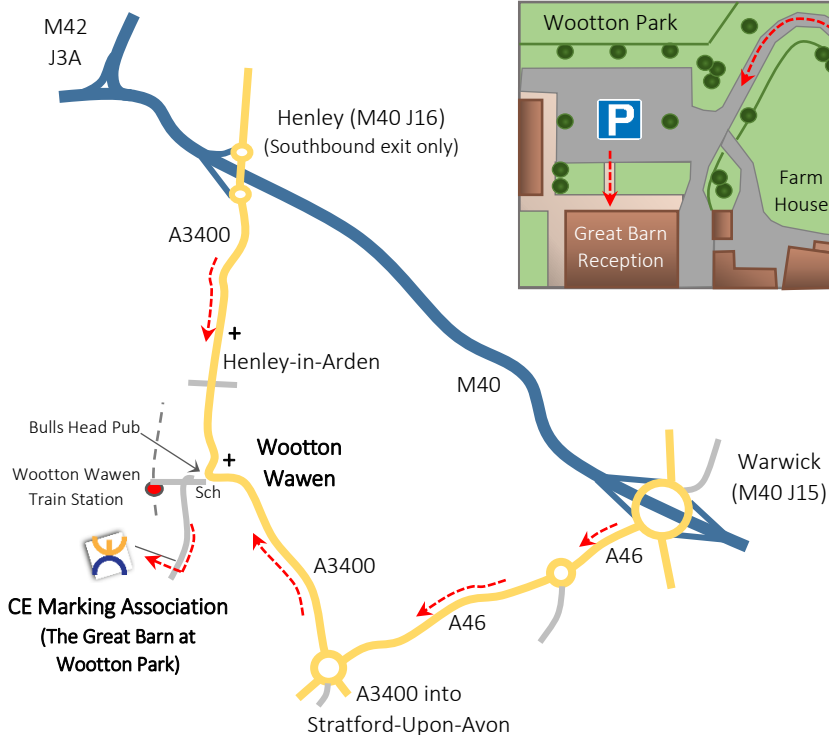 M42
J3A
Henley (M40 J16)
(Southbound exit only)
A3400
Henley-in-Arden
M40
Bulls Head Pub
Wootton
Wawen
Wootton Wawen
Train Station
Sch
Warwick
(M40 J15)
A46
A3400
A46
CE Marking Association
(The Great Barn at
Wootton Park)
A3400 into
Stratford-Upon-Avon
Wootton Park
P
Farm
House
Great Barn
Reception